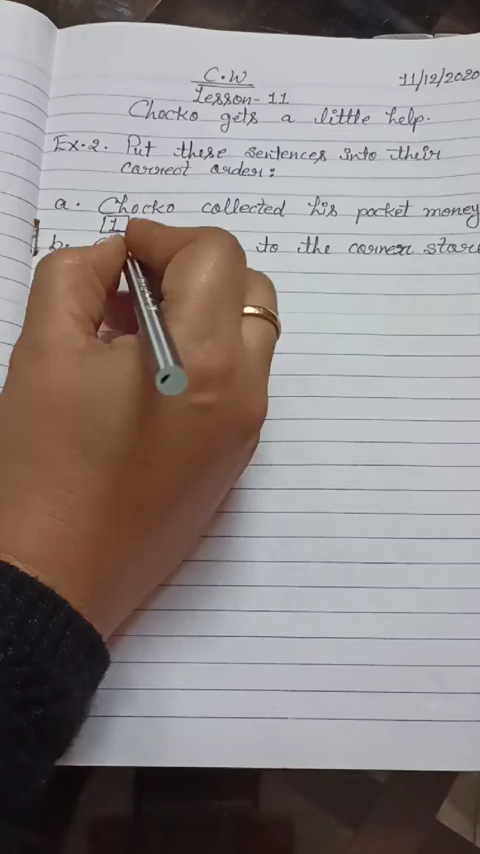 C.W
11/12/2020
Lesson-11
Chocko gets a little help.
Ex.2. Put these sentences into their
correct order:
a. Chocko collected his pocket money
1
b. to the corner store